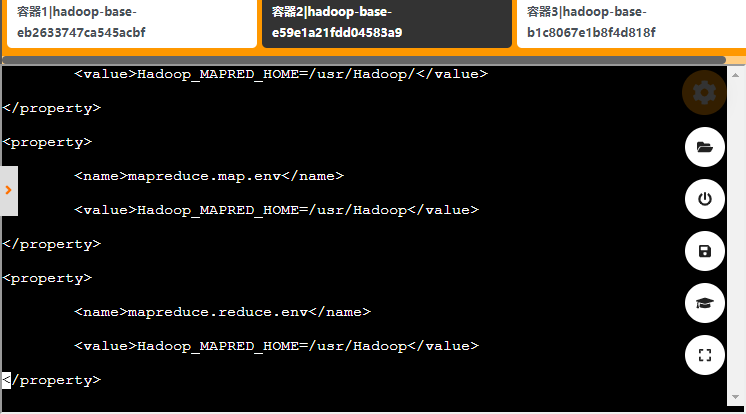 容器1|hadoop-base-
eb2633747ca545acbf
容器2|hadoop-base-
e59e1a21fdd04583a9
容器3|hadoop-base-
b1c8067e1b8f4d818f
<value>Hadoop_MAPRED_HOME=/usr/Hadoop/</value>
</property>
<property>
<name>mapreduce.map.env</name>
<value>Hadoop_MAPRED_HOME=/usr/Hadoop</value>
</property>
<property>
<name>mapreduce.reduce.env</name>
<value>Hadoop_MAPRED_HOME=/usr/Hadoop</value>
</property>